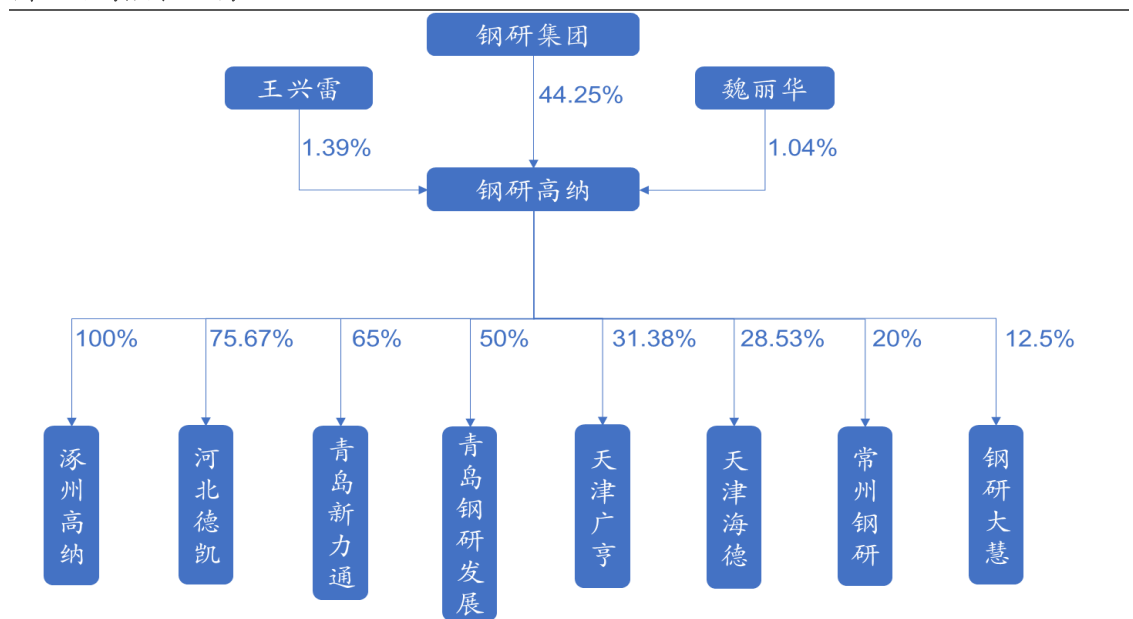 钢研集团
王兴雷
44.25%
魏丽华
1.39%
1.04%
钢研高纳
100%
75.67%
65%
50%
31.38%
28.53%
20%
12.5%
涿州高纳
河北德凯
青岛新力通
青岛钢研发展
天津广亨
天津海德
常州钢研
钢研大慧